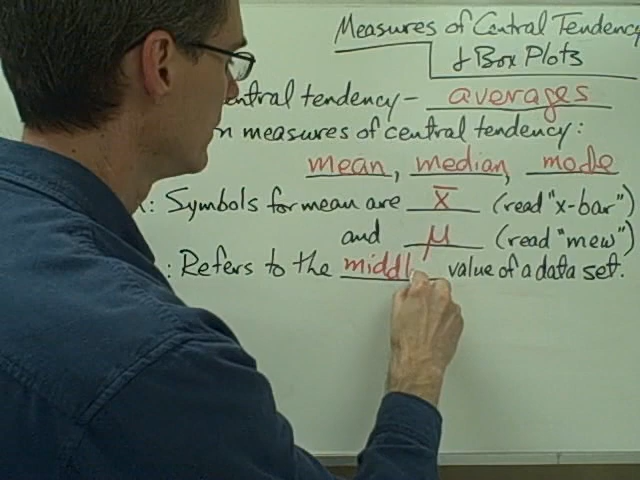 Measures of Central Tendency
& Box Plots
entral tendency - averages
n measures of central tendency:
mean, median, mode
: Symbols for mean are x̄ (read "x-bar")
and μ (read "mew")
: Refers to the middl value of a data set.